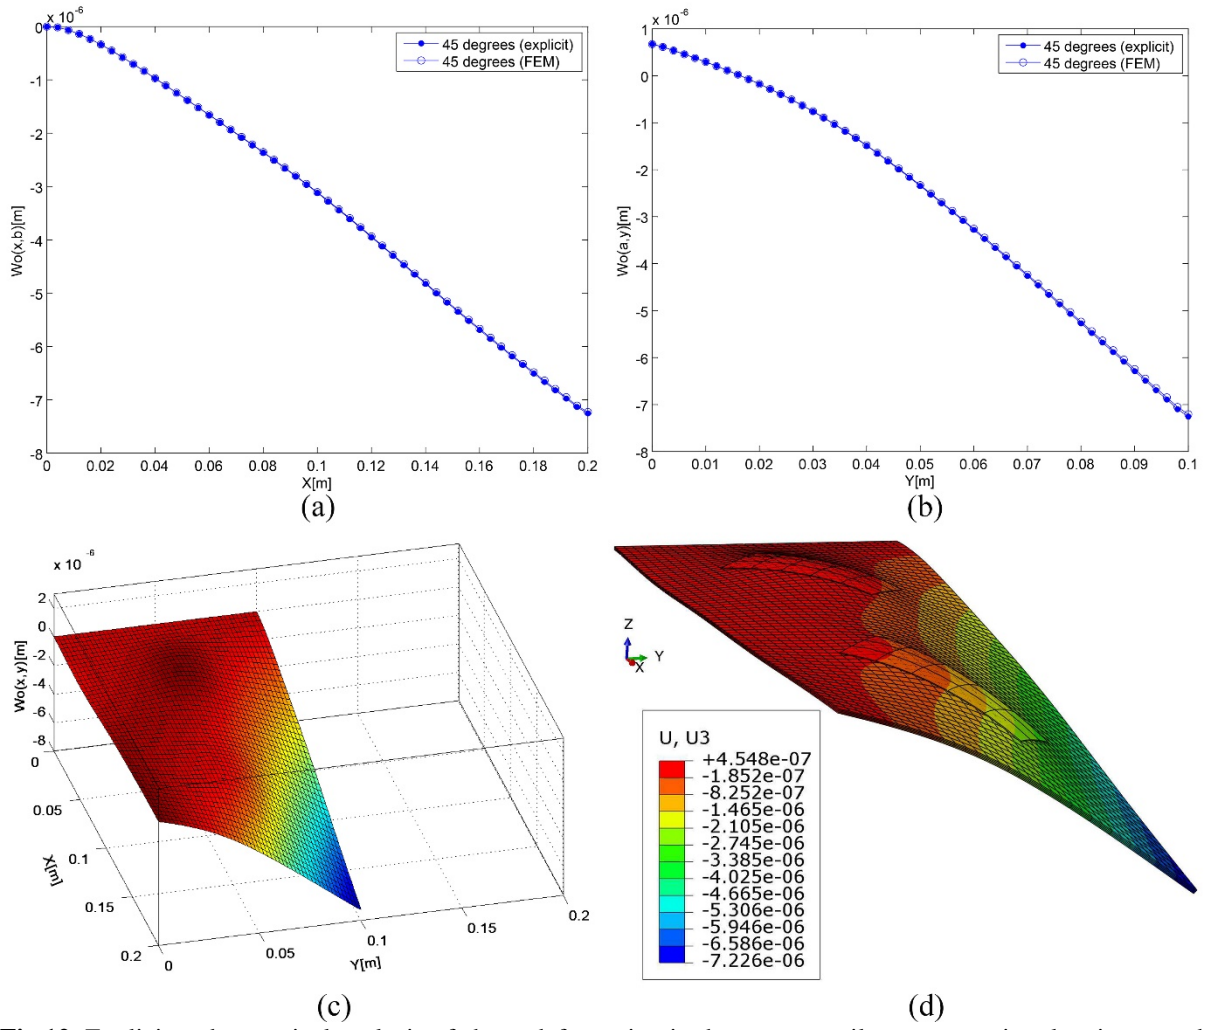 x 10⁻⁶
45 degrees (explicit)
45 degrees (FEM)
0
-1
-2
-3
-4
-5
-6
-7
-8
Wo(x,b)[m]
0 0.02 0.04 0.06 0.08 0.1 0.12 0.14 0.16 0.18 0.2
X[m]
(a)
x 10⁻⁶
45 degrees (explicit)
45 degrees (FEM)
1
0
-1
-2
-3
-4
-5
-6
-7
-8
Wo(a,y)[m]
0 0.01 0.02 0.03 0.04 0.05 0.06 0.07 0.08 0.09 0.1
Y[m]
(b)
x 10⁻⁶
2
0
-2
-4
-6
-8
Wo(x,y)[m]
0
0.05
0.1
0.15
0.2
X[m]
0
0.05
0.1
0.15
0.2
Y[m]
(c)
Z
Y
X
U, U3
+4.548e-07
-1.852e-07
-8.252e-07
-1.465e-06
-2.105e-06
-2.745e-06
-3.385e-06
-4.025e-06
-4.665e-06
-5.306e-06
-5.946e-06
-6.586e-06
-7.226e-06
(d)